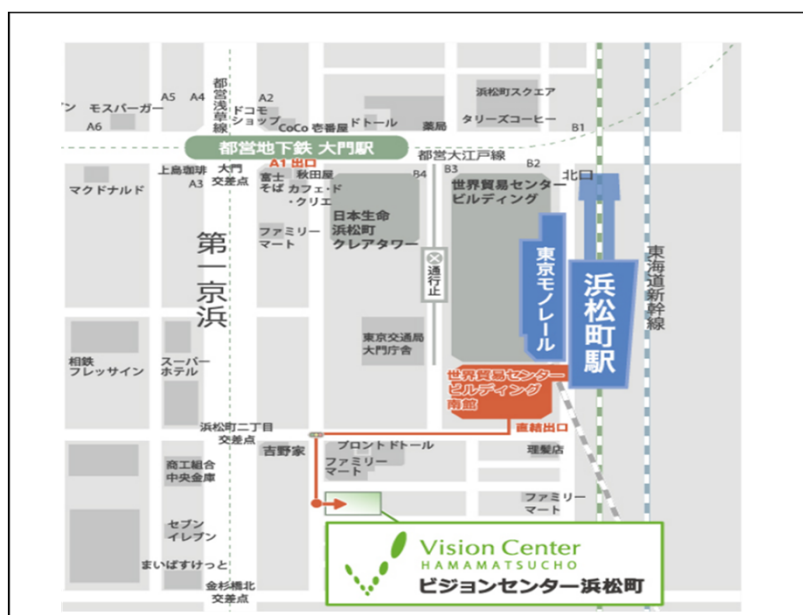 浜松町スクエア
A5
A4
都営浅草線
A2
ン
モスバーガー
ドコモ
ショップ
CoCo 壱番屋
ドトール
薬局
タリーズコーヒー
B1
A6
都営地下鉄 大門駅
都営大江戸線
A1 出口
上島珈琲
大門
交差点
A3
富士
そば
秋田屋
カフェ・ド
・クリエ
B4
B3
B2
北口
マクドナルド
世界貿易センター
ビルディング
日本生命
浜松町
クレアタワー
ファミリー
マート
第一京浜
通行止
東京モノレール
浜松町駅
東海道新幹線
東京交通局
大門庁舎
相鉄
フレッサイン
スーパー
ホテル
世界貿易センター
ビルディング
南館
直結出口
浜松町二丁目
交差点
吉野家
プロント
ドトール
ファミリー
マート
理髪店
商工組合
中央金庫
ファミリー
マート
セブン
イレブン
まいばすけっと
金杉橋北
交差点
Vision Center
HAMAMATSUCHO
ビジョンセンター浜松町